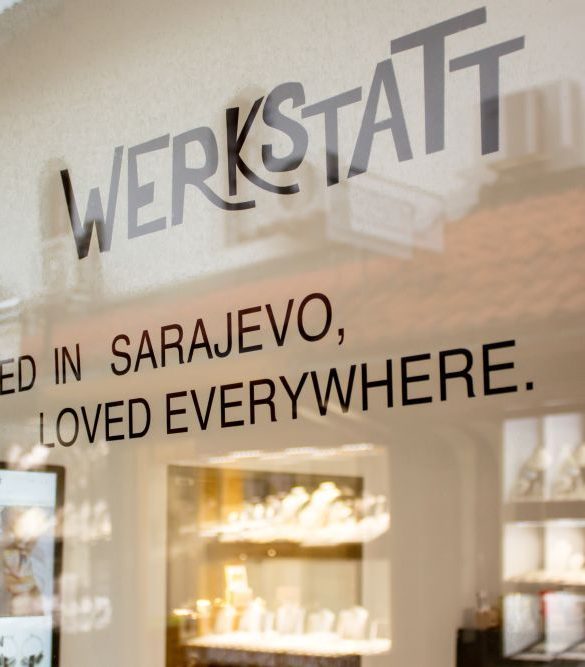 WERKSTATT
ED IN SARAJEVO,
LOVED EVERYWHERE.